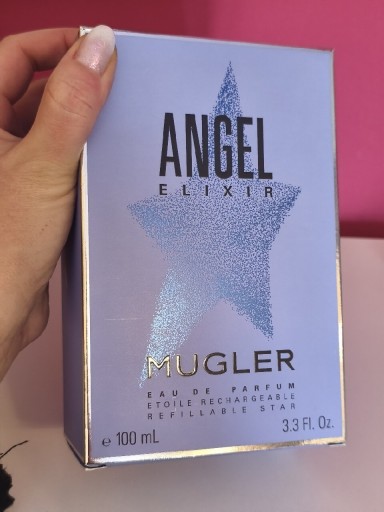 ANGEL
ELIXIR
MUGLER
EAU DE PARFUM
ETOILE RECHARGEABLE
REFILLABLE STAR
e 100 mL
3.3 Fl. Oz.